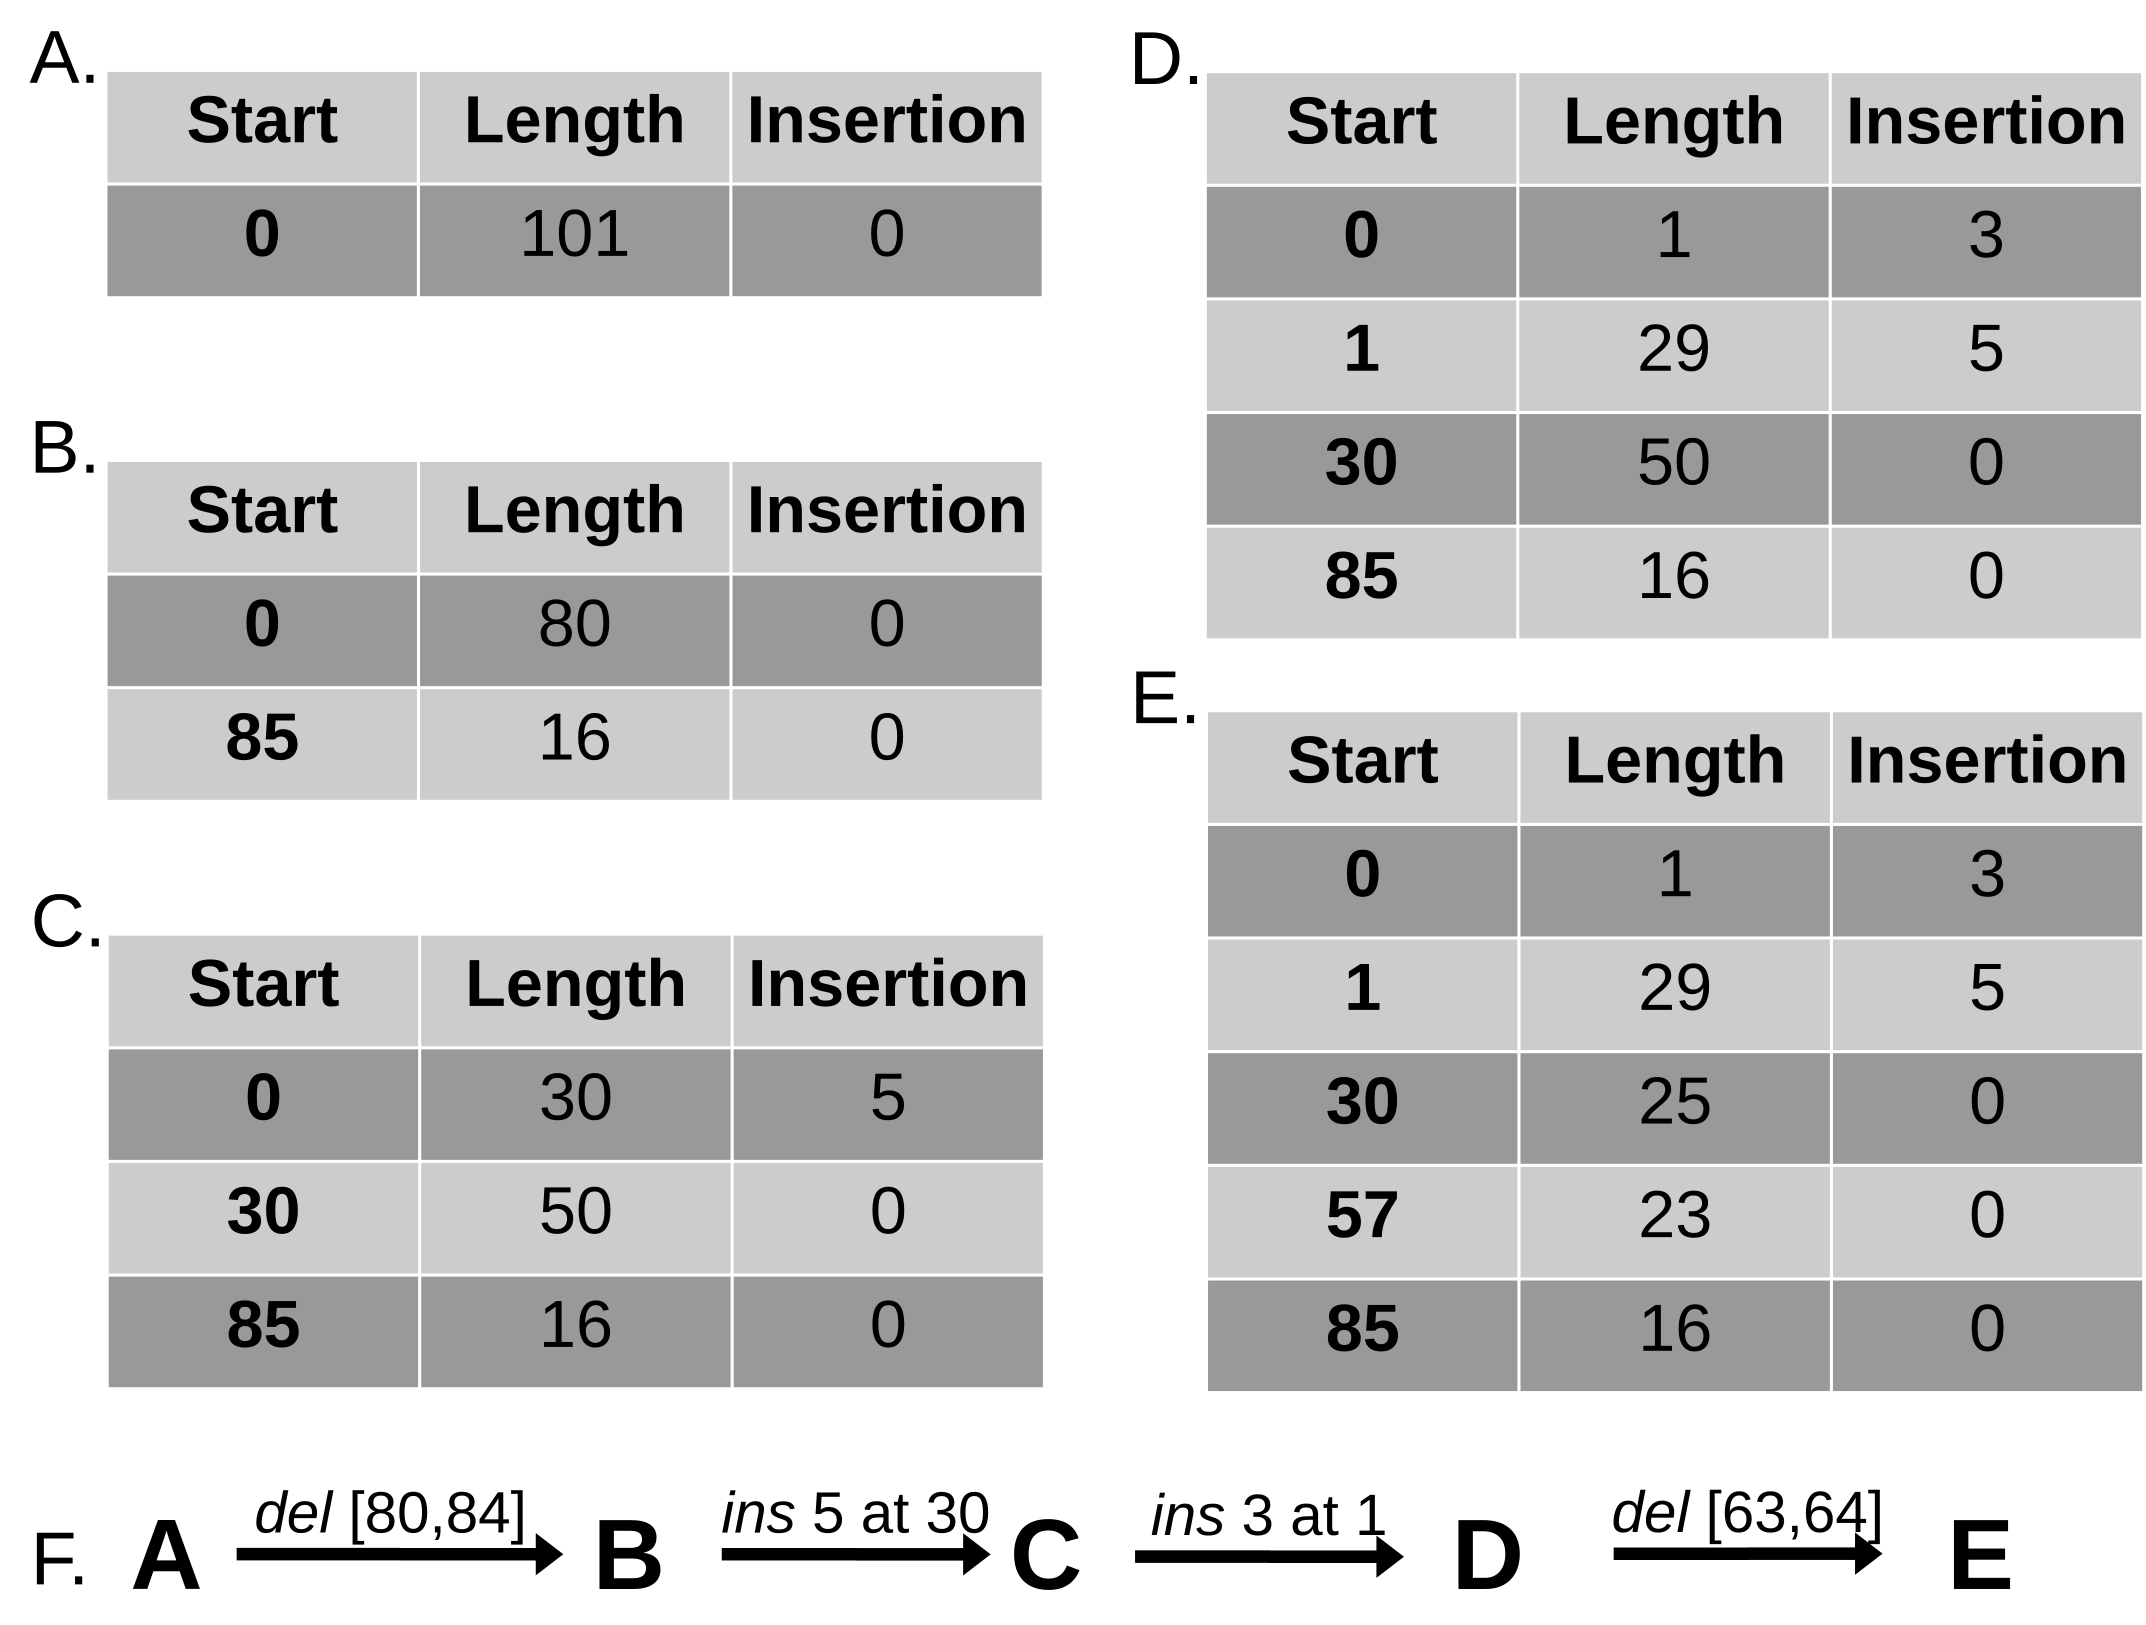 A.
Start Length Insertion
0 101 0
B.
Start Length Insertion
0 80 0
85 16 0
C.
Start Length Insertion
0 30 5
30 50 0
85 16 0
D.
Start Length Insertion
0 1 3
1 29 5
30 50 0
85 16 0
E.
Start Length Insertion
0 1 3
1 29 5
30 25 0
57 23 0
85 16 0
F. A del [80,84] B ins 5 at 30 C ins 3 at 1 D del [63,64] E